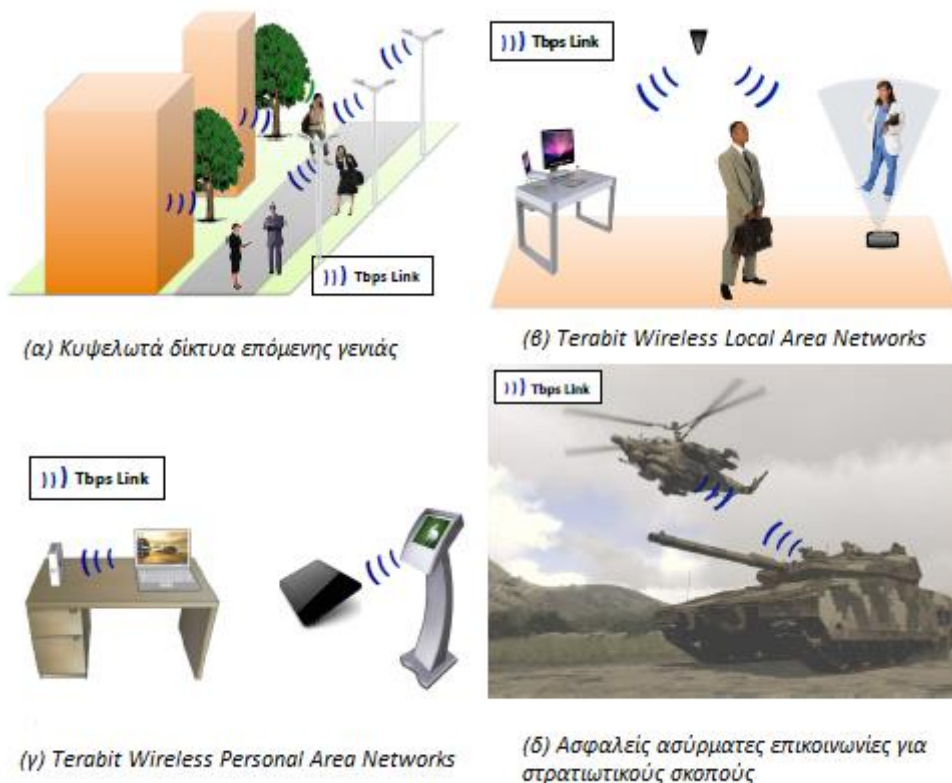 ))) Tbps Link
))) Tbps Link
(α) Κυψελωτά δίκτυα επόμενης γενιάς
(β) Terabit Wireless Local Area Networks
))) Tbps Link
))) Tbps Link
(γ) Terabit Wireless Personal Area Networks
(δ) Ασφαλείς ασύρματες επικοινωνίες για
στρατιωτικούς σκοπούς